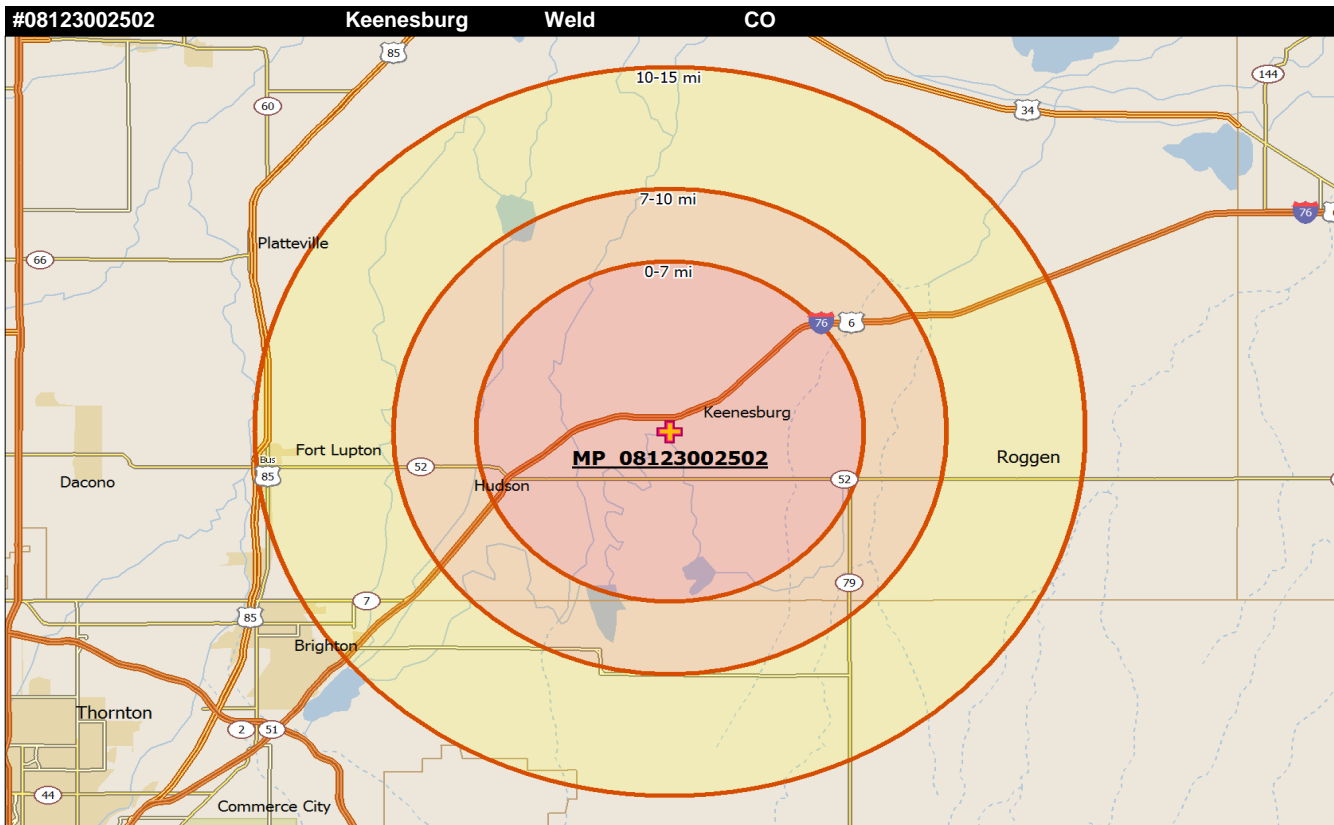 #08123002502 Keenesburg Weld CO
85
10-15 mi
144
60
34
7-10 mi
76
Platteville
66
0-7 mi
76
6
Keenesburg
MP 08123002502
Fort Lupton
52
Roggen
Bus
85
Dacono
Hudson
52
79
7
85
Brighton
Thornton
2
51
44
Commerce City